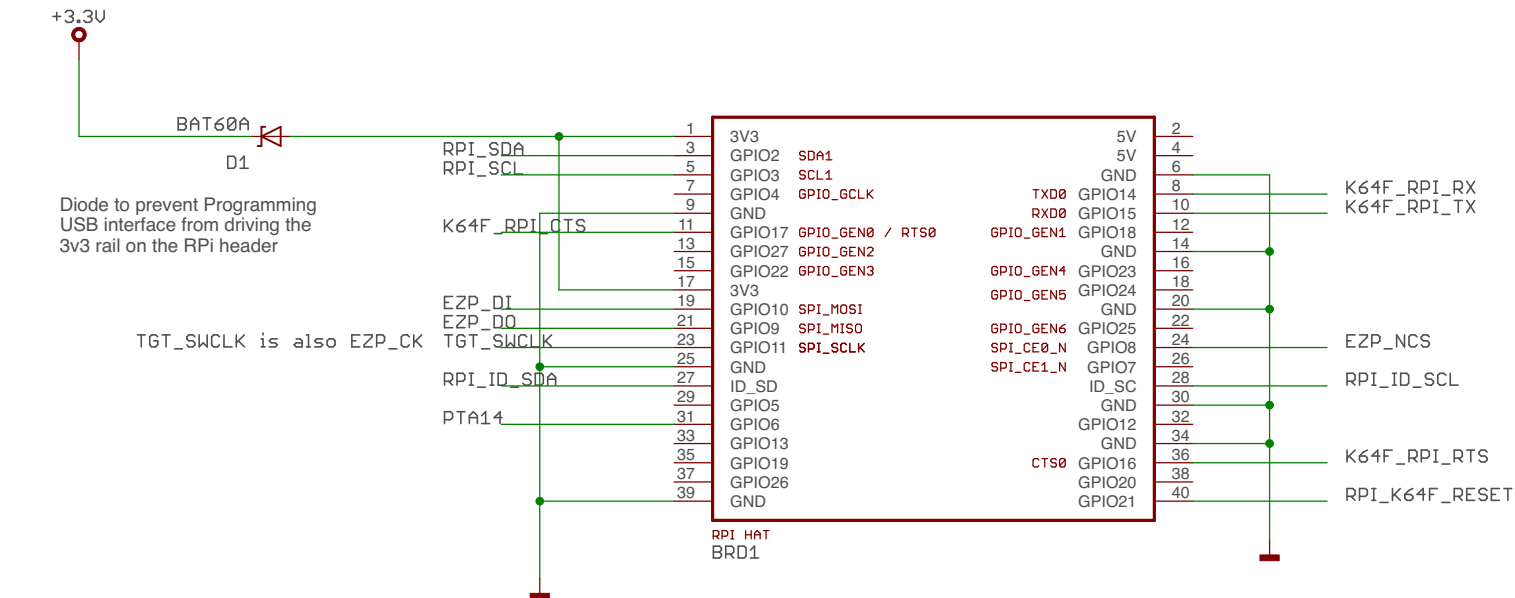 +3.3V
BAT60A
D1
Diode to prevent Programming
USB interface from driving the
3v3 rail on the RPi header
1 3V3 5V 2
RPI_SDA 3 GPIO2 SDA1 5V 4
RPI_SCL 5 GPIO3 SCL1 GND 6
7 GPIO4 GPIO_GCLK TXD0 GPIO14 8 K64F_RPI_RX
9 GND RXD0 GPIO15 10 K64F_RPI_TX
K64F_RPI_CTS 11 GPIO17 GPIO_GEN0 / RTS0 GPIO_GEN1 GPIO18 12
13 GPIO27 GPIO_GEN2 GND 14
15 GPIO22 GPIO_GEN3 GPIO_GEN4 GPIO23 16
17 3V3 GPIO_GEN5 GPIO24 18
EZP_DI 19 GPIO10 SPI_MOSI GND 20
EZP_DO 21 GPIO9 SPI_MISO GPIO_GEN6 GPIO25 22
TGT_SWCLK is also EZP_CK TGT_SWCLK 23 GPIO11 SPI_SCLK SPI_CE0_N GPIO8 24 EZP_NCS
25 GND SPI_CE1_N GPIO7 26
RPI_ID_SDA 27 ID_SD ID_SC 28 RPI_ID_SCL
29 GPIO5 GND 30
PTA14 31 GPIO6 GPIO12 32
33 GPIO13 GND 34
35 GPIO19 CTS0 GPIO16 36 K64F_RPI_RTS
37 GPIO26 GPIO20 38
39 GND GPIO21 40 RPI_K64F_RESET
RPI HAT
BRD1